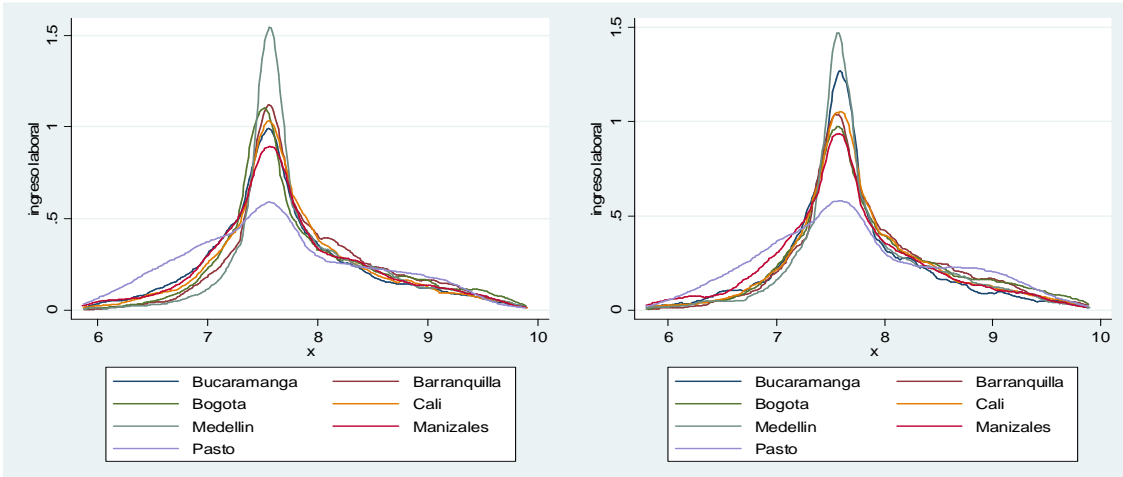 ingreso laboral
1.5
1
.5
0
6 7 8 9 10
x
Bucaramanga Barranquilla
Bogota Cali
Medellin Manizales
Pasto
ingreso laboral
1.5
1
.5
0
6 7 8 9 10
x
Bucaramanga Barranquilla
Bogota Cali
Medellin Manizales
Pasto